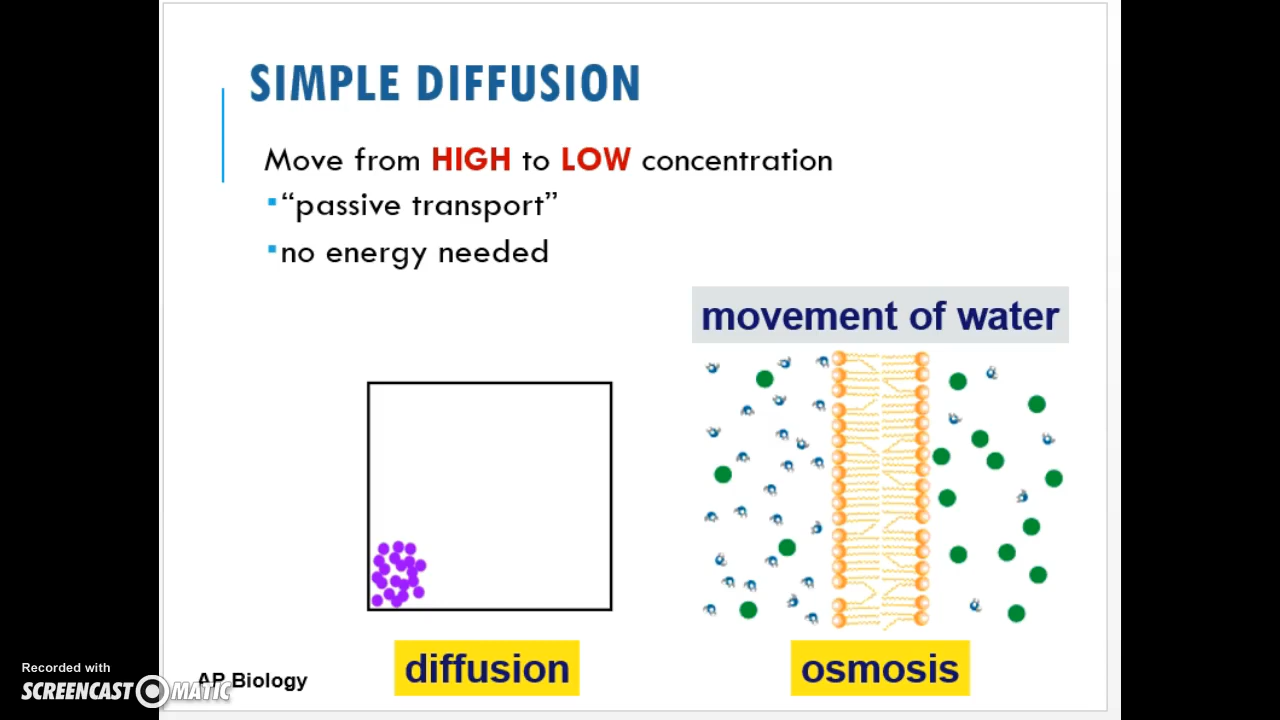 SIMPLE DIFFUSION
Move from HIGH to LOW concentration
▪“passive transport”
▪no energy needed
movement of water
diffusion
osmosis
AP Biology
Recorded with
SCREENCAST MATIC